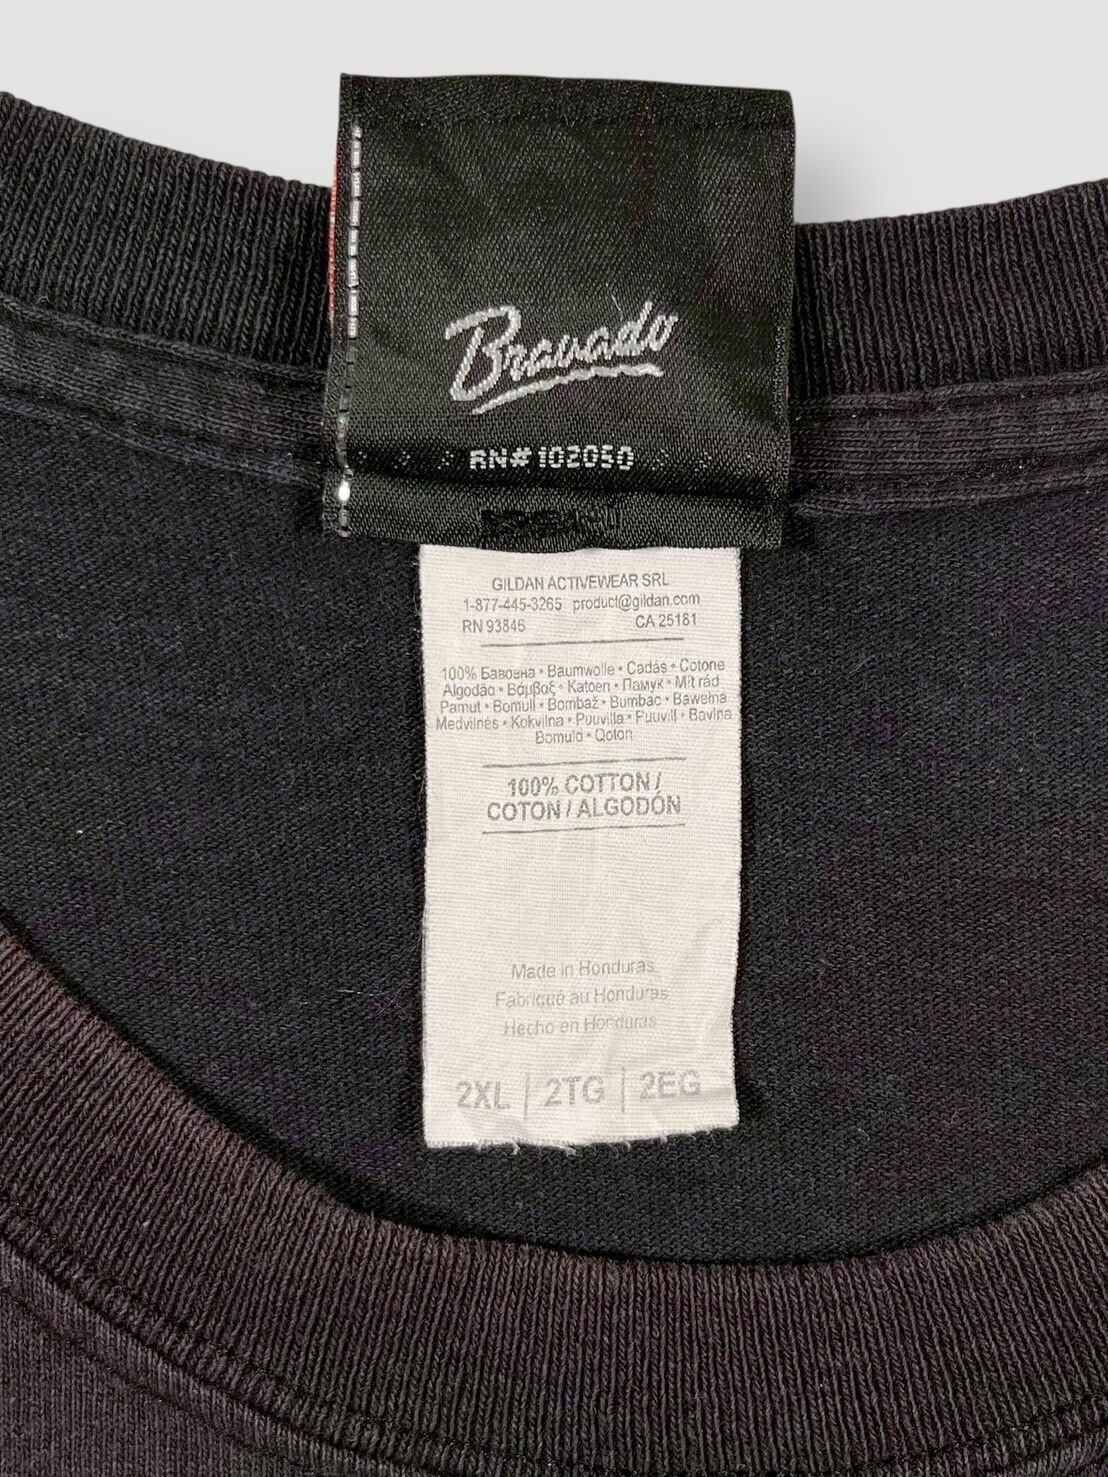 Bravado
RN# 102050
GILDAN ACTIVEWEAR SRL
1-877-445-3265 product@gildan.com
RN 93846 CA 25181
100% Бавовна • Baumwolle • Cadás • Cotone
Algodão • Βάμβαξ • Katoen • Памук • Mit rád
Pamut • Bomull • Bombaž • Bumbac • Bawełna
Medvilnės • Kokvilna • Puuvilla • Puuvill • Bavlna
Bomuld • Qoton
100% COTTON /
COTON / ALGODÓN
Made in Honduras
Fabriqué au Honduras
Hecho en Honduras
2XL | 2TG | 2EG